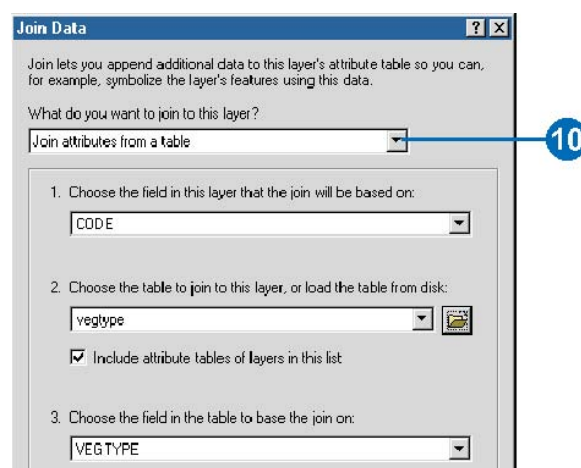 Join Data
Join lets you append additional data to this layer's attribute table so you can,
for example, symbolize the layer's features using this data.
What do you want to join to this layer?
Join attributes from a table
10
1. Choose the field in this layer that the join will be based on:
CODE
2. Choose the table to join to this layer, or load the table from disk:
vegtype
Include attribute tables of layers in this list
3. Choose the field in the table to base the join on:
VEGTYPE